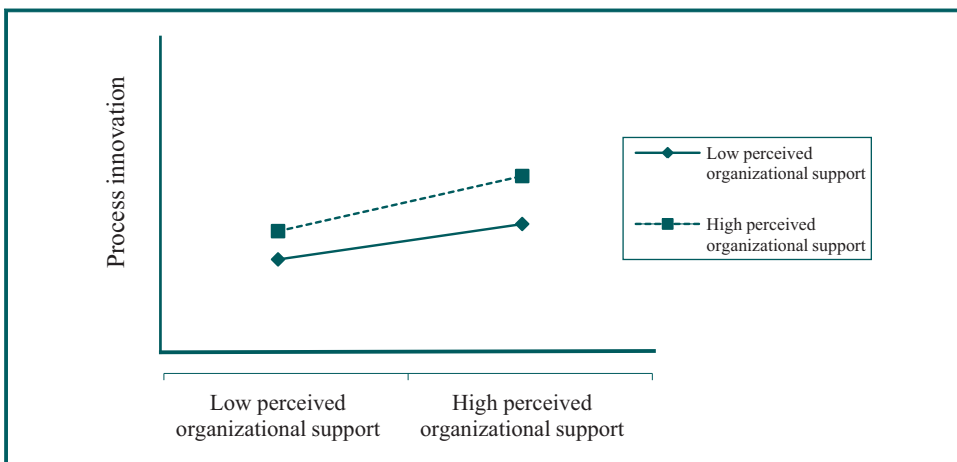 Process innovation
Low perceived
organizational support
High perceived
organizational support
Low perceived
organizational support
High perceived
organizational support